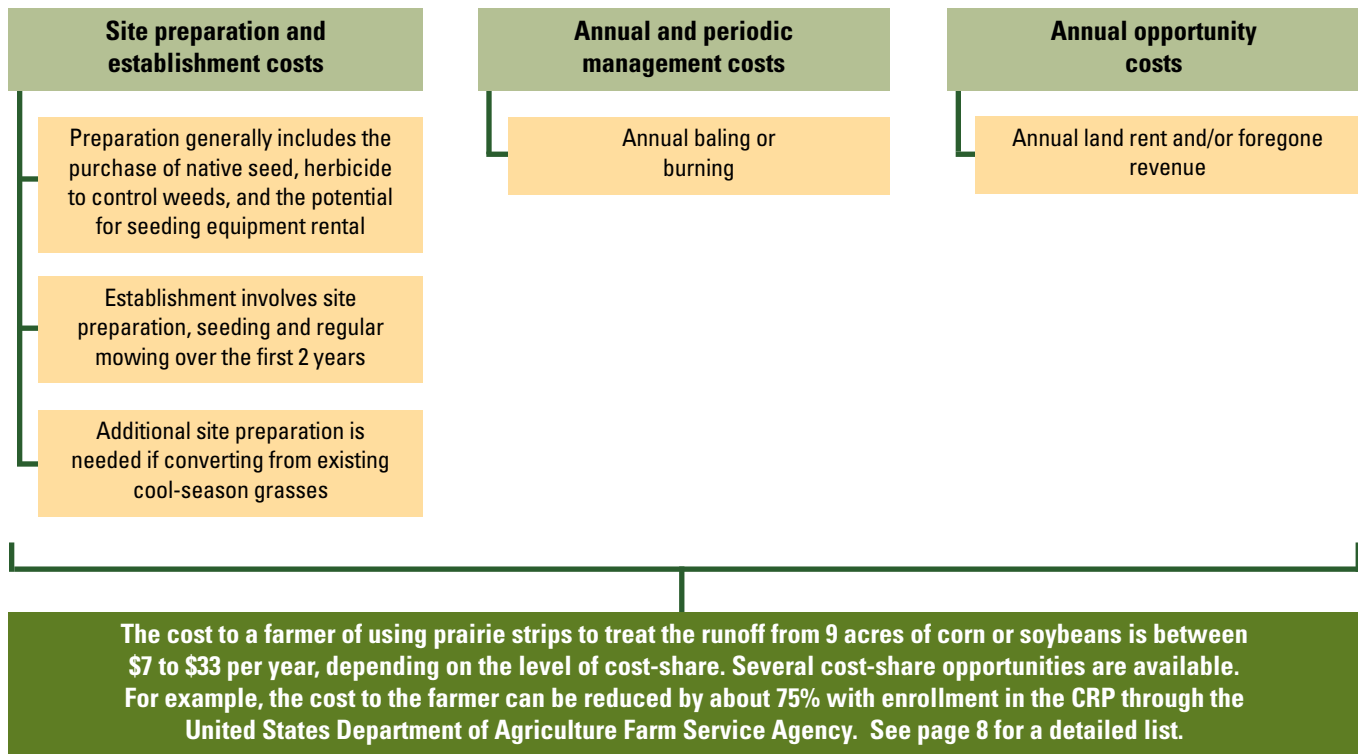 Site preparation and
establishment costs
Preparation generally includes the
purchase of native seed, herbicide
to control weeds, and the potential
for seeding equipment rental
Establishment involves site
preparation, seeding and regular
mowing over the first 2 years
Additional site preparation is
needed if converting from existing
cool-season grasses
Annual and periodic
management costs
Annual baling or
burning
Annual opportunity
costs
Annual land rent and/or foregone
revenue
The cost to a farmer of using prairie strips to treat the runoff from 9 acres of corn or soybeans is between
$7 to $33 per year, depending on the level of cost-share. Several cost-share opportunities are available.
For example, the cost to the farmer can be reduced by about 75% with enrollment in the CRP through the
United States Department of Agriculture Farm Service Agency.  See page 8 for a detailed list.